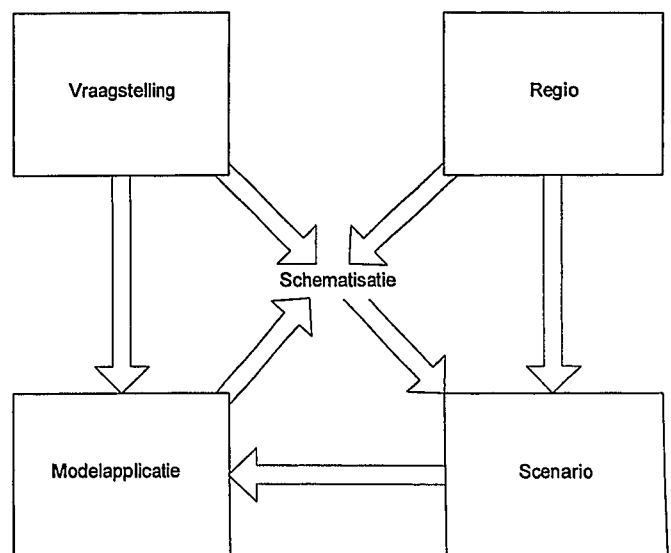 Vraagstelling
Regio
Schematisatie
Modelapplicatie
Scenario